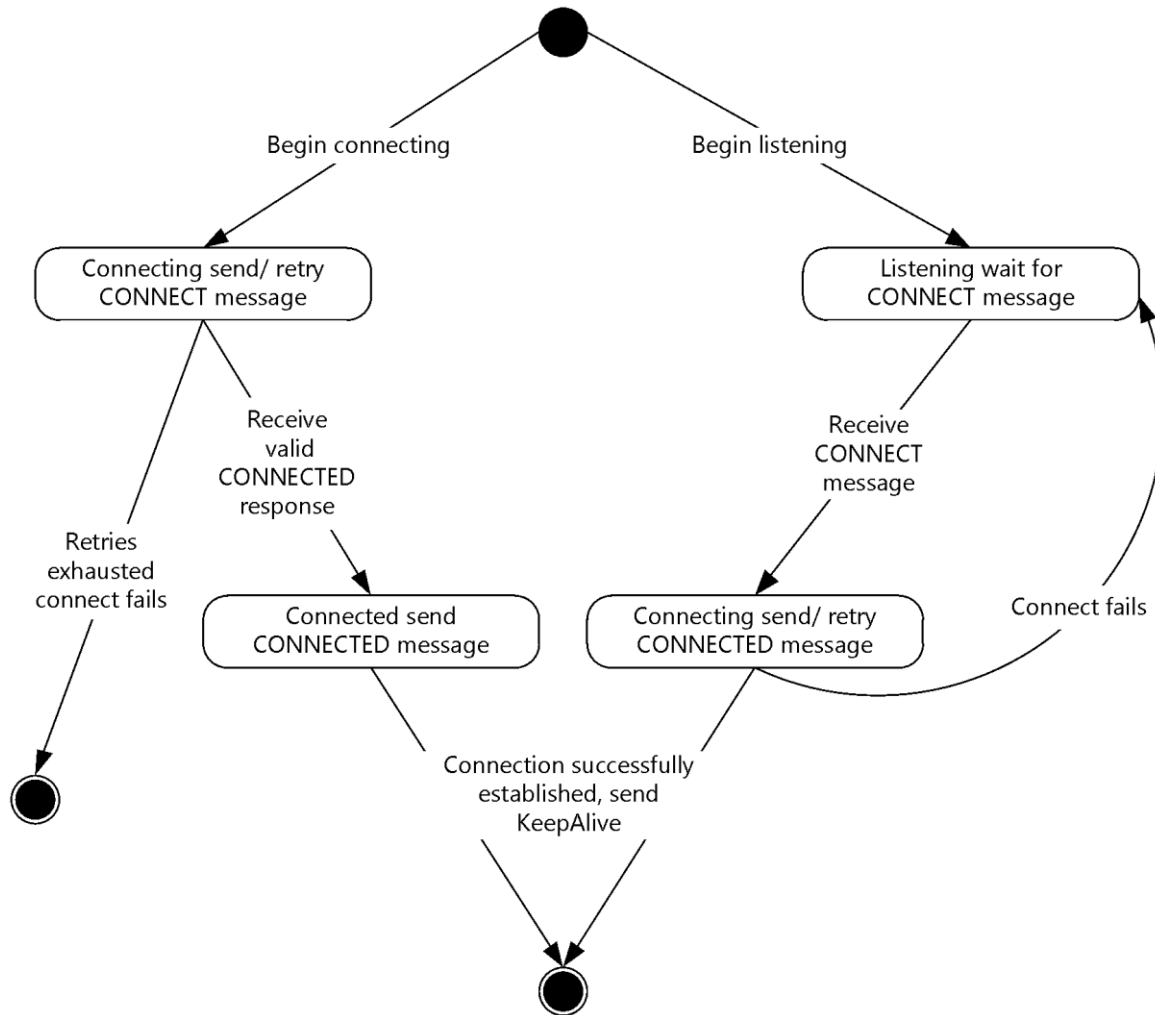 Begin connecting
Begin listening
Connecting send/ retry
CONNECT message
Listening wait for
CONNECT message
Receive
valid
CONNECTED
response
Receive
CONNECT
message
Retries
exhausted
connect fails
Connected send
CONNECTED message
Connecting send/ retry
CONNECTED message
Connect fails
Connection successfully
established, send
KeepAlive